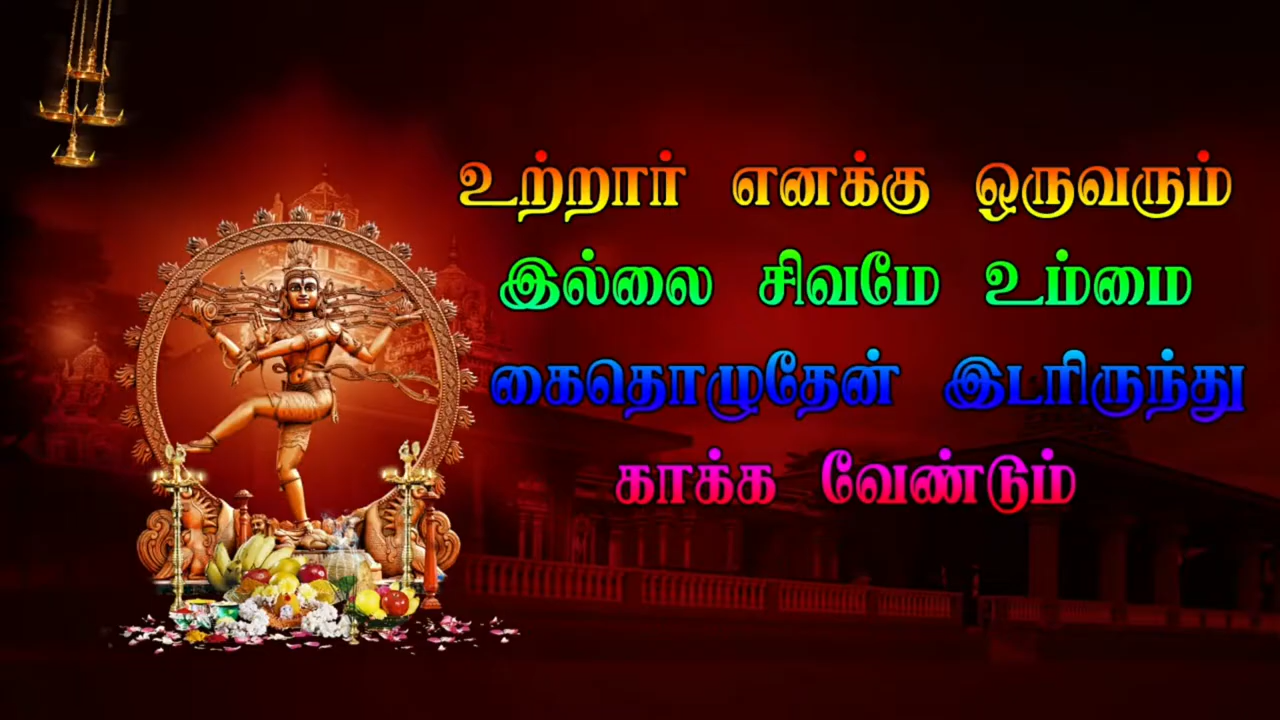 உற்றார் எனக்கு ஒருவரும்
இல்லை சிவமே உம்மை
கைதொழுதேன் இடரிருந்து
காக்க வேண்டும்